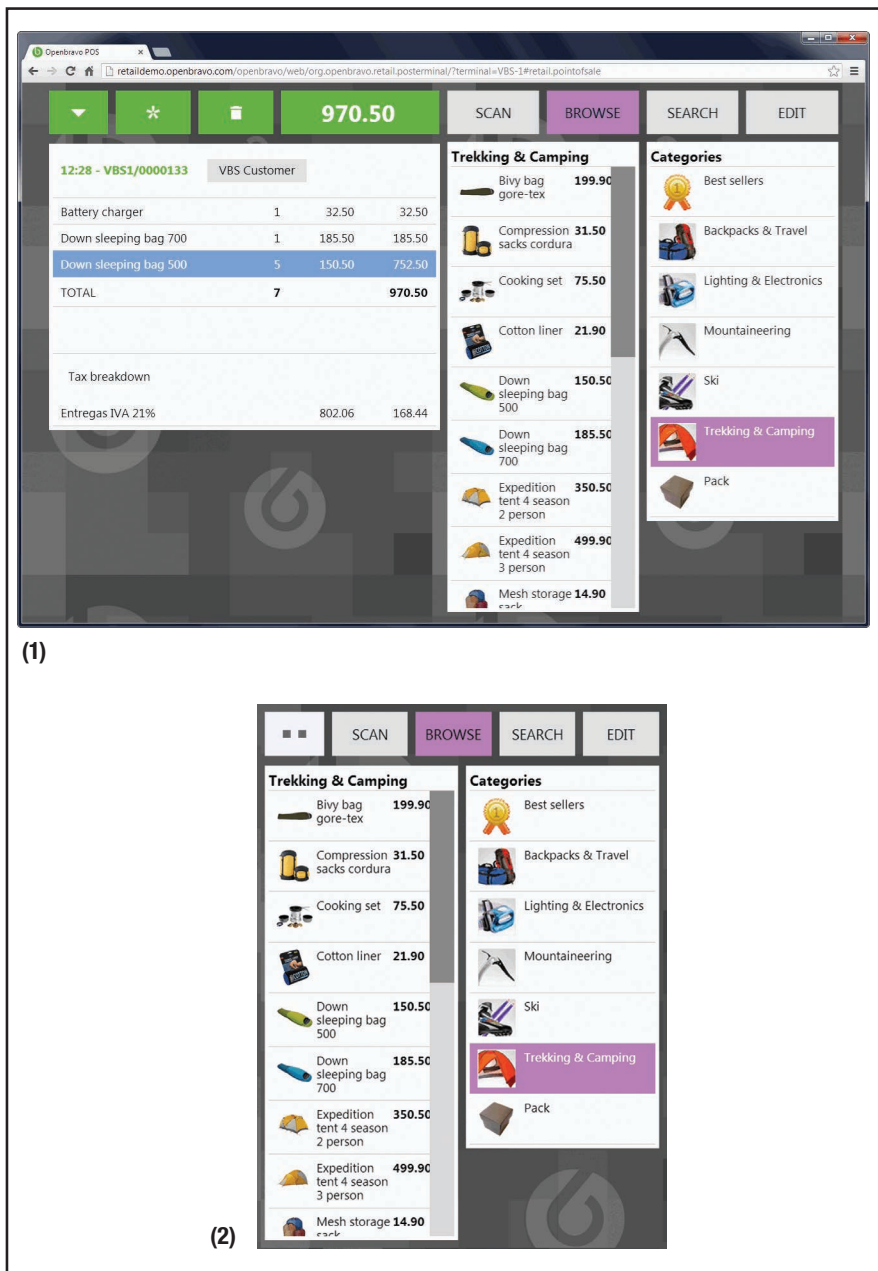 Openbravo POS
retaildemo.openbravo.com/openbravo/web/org.openbravo.retail.posterminal/?terminal=VBS-1#retail.pointofsale
970.50
SCAN
BROWSE
SEARCH
EDIT
12:28 - VBS1/0000133
VBS Customer
Battery charger 1 32.50 32.50
Down sleeping bag 700 1 185.50 185.50
Down sleeping bag 500 5 150.50 752.50
TOTAL 7 970.50
Tax breakdown
Entregas IVA 21% 802.06 168.44
Trekking & Camping
Bivy bag 199.90
gore-tex
Compression 31.50
sacks cordura
Cooking set 75.50
Cotton liner 21.90
Down 150.50
sleeping bag
500
Down 185.50
sleeping bag
700
Expedition 350.50
tent 4 season
2 person
Expedition 499.90
tent 4 season
3 person
Mesh storage 14.90
sack
Categories
Best sellers
Backpacks & Travel
Lighting & Electronics
Mountaineering
Ski
Trekking & Camping
Pack
(1)
SCAN
BROWSE
SEARCH
EDIT
Trekking & Camping
Bivy bag 199.90
gore-tex
Compression 31.50
sacks cordura
Cooking set 75.50
Cotton liner 21.90
Down 150.50
sleeping bag
500
Down 185.50
sleeping bag
700
Expedition 350.50
tent 4 season
2 person
Expedition 499.90
tent 4 season
3 person
Mesh storage 14.90
sack
Categories
Best sellers
Backpacks & Travel
Lighting & Electronics
Mountaineering
Ski
Trekking & Camping
Pack
(2)